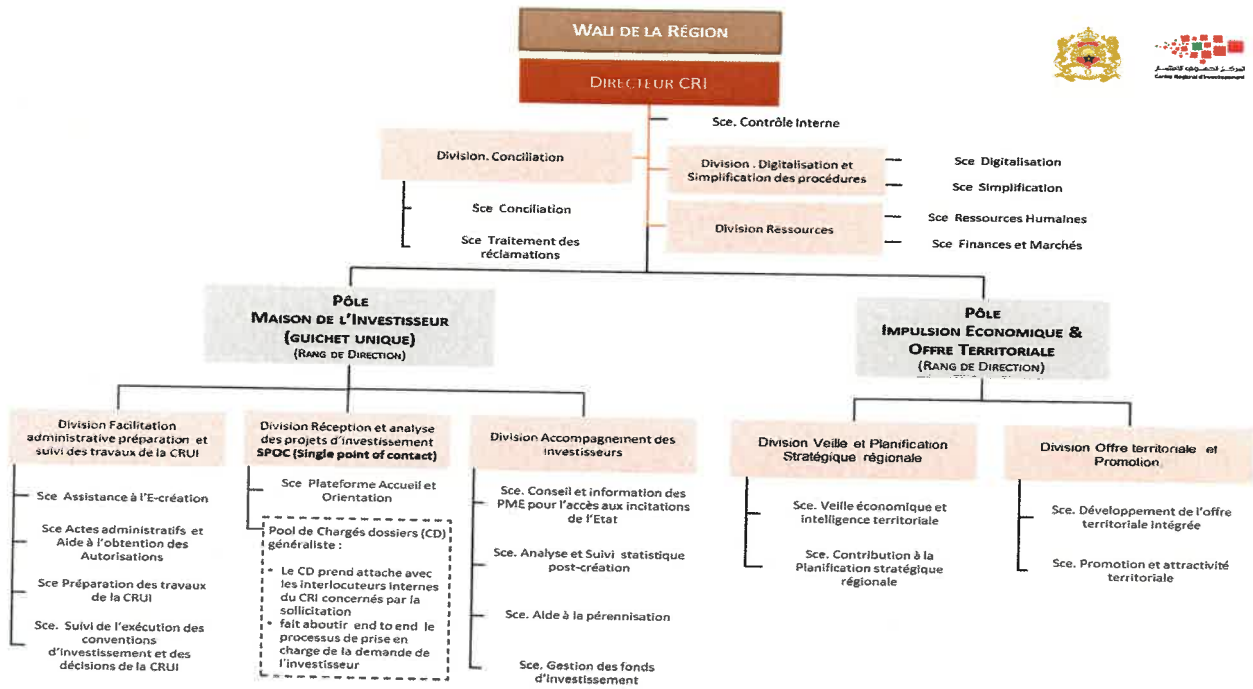 WALI DE LA RÉGION
DIRECTEUR CRI
Centre Régional d'Investissement
Sce. Contrôle Interne
Division. Conciliation
Sce Conciliation
Sce Traitement des
réclamations
Division . Digitalisation et
Simplification des procédures
Sce Digitalisation
Sce Simplification
Division Ressources
Sce Ressources Humaines
Sce Finances et Marchés
PÔLE
MAISON DE L'INVESTISSEUR
(GUICHET UNIQUE)
(RANG DE DIRECTION)
PÔLE
IMPULSION ECONOMIQUE &
OFFRE TERRITORIALE
(RANG DE DIRECTION)
Division Facilitation
administrative préparation et
suivi des travaux de la CRUI
Sce Assistance à l'E-création
Sce Actes administratifs et
Aide à l'obtention des
Autorisations
Sce Préparation des travaux
de la CRUI
Sce. Suivi de l'exécution des
conventions
d'investissement et des
décisions de la CRUI
Division Réception et analyse
des projets d'investissement
SPOC (Single point of contact)
Sce Plateforme Accueil et
Orientation
Pool de Chargés dossiers (CD)
généraliste :
• Le CD prend attache avec
les interlocuteurs internes
du CRI concernés par la
sollicitation
• fait aboutir end to end le
processus de prise en
charge de la demande de
l'investisseur
Division Accompagnement des
Investisseurs
Sce. Conseil et information des
PME pour l'accès aux incitations
de l'Etat
Sce. Analyse et Suivi statistique
post-création
Sce. Aide à la pérennisation
Sce. Gestion des fonds
d'investissement
Division Veille et Planification
Stratégique régionale
Sce. Veille économique et
intelligence territoriale
Sce. Contribution à la
Planification stratégique
régionale
Division Offre territoriale et
Promotion
Sce. Développement de l'offre
territoriale intégrée
Sce. Promotion et attractivité
territoriale